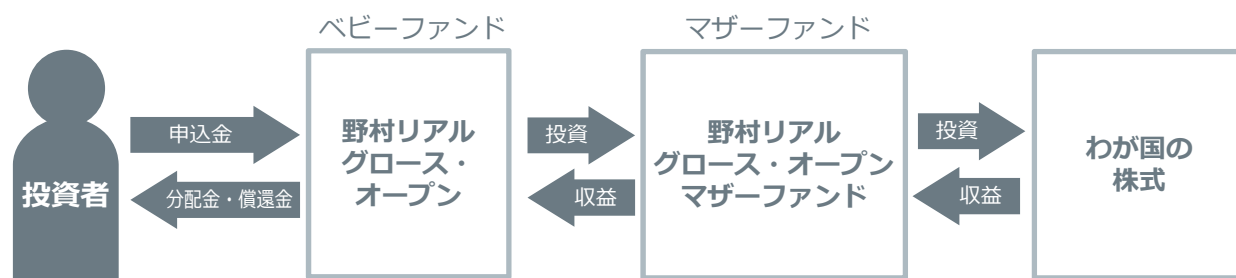 ベビーファンド
マザーファンド
投資者
申込金
分配金・償還金
野村リアル
グロース・
オープン
投資
収益
野村リアル
グロース・オープン
マザーファンド
投資
収益
わが国の
株式